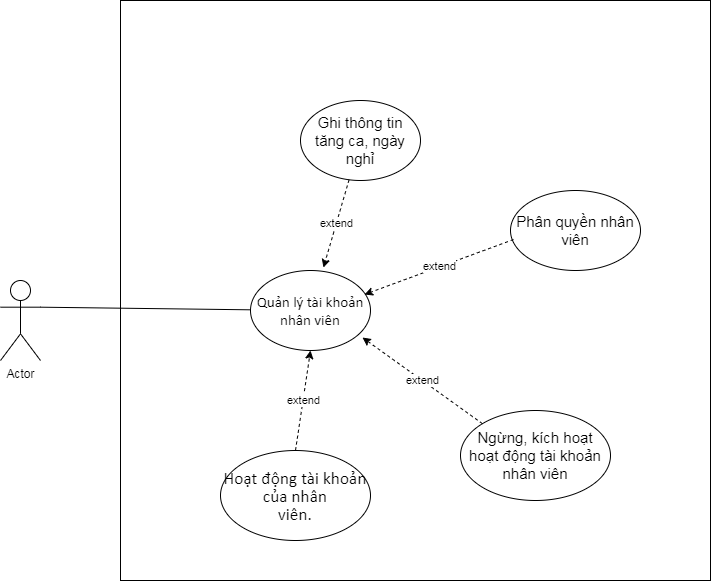 Ghi thông tin
tăng ca, ngày
nghỉ
extend
Phân quyền nhân
viên
extend
Quản lý tài khoản
nhân viên
Actor
extend
extend
Ngừng, kích hoạt
hoạt động tài khoản
nhân viên
Hoạt động tài khoản
của nhân
viên.